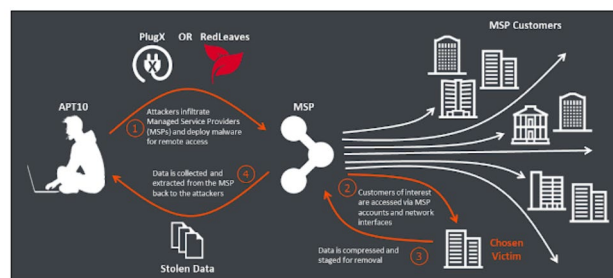 PlugX OR RedLeaves
MSP Customers
APT10
MSP
1
Attackers infiltrate
Managed Service Providers
(MSPs) and deploy malware
for remote access
Data is collected and
extracted from the MSP
back to the attackers
4
2
Customers of interest
are accessed via MSP
accounts and network
interfaces
Stolen Data
Data is compressed and
staged for removal
3
Chosen
Victim